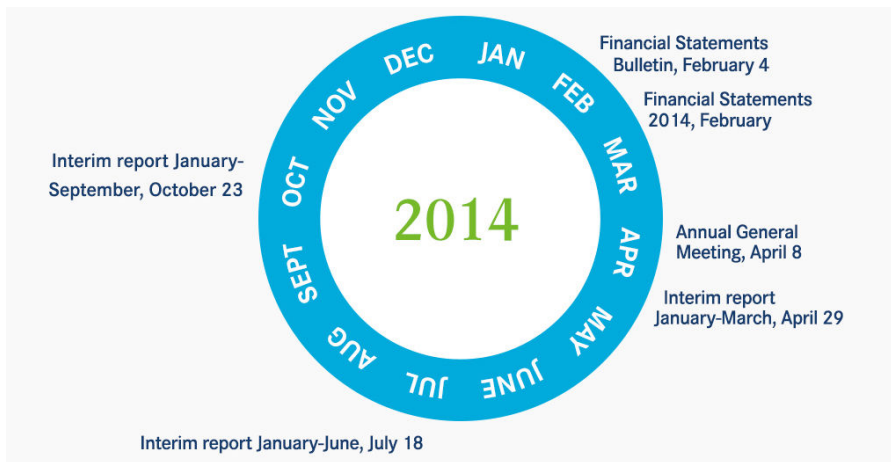 JAN
FEB
MAR
APR
MAY
JUNE
JUL
AUG
SEPT
OCT
NOV
DEC
2014
Financial Statements
Bulletin, February 4
Financial Statements
2014, February
Annual General
Meeting, April 8
Interim report
January-March, April 29
Interim report January-June, July 18
Interim report January-
September, October 23